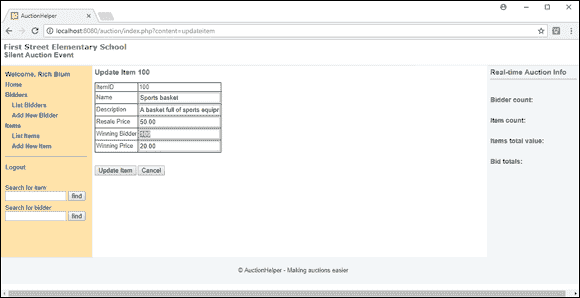 AuctionHelper
localhost:8080/auction/index.php?content=updateitem
First Street Elementary School
Silent Auction Event
Welcome, Rich Blum
Home
Bidders
List Bidders
Add New Bidder
Items
List Items
Add New Item
Logout
Search for item
find
Search for bidder
find
Update Item 100
ItemID 100
Name Sports basket
Description A basket full of sports equipm
Resale Price 50.00
Winning Bidder
Winning Price 20.00
Update Item Cancel
Real-time Auction Info
Bidder count:
Item count:
Items total value:
Bid totals:
© AuctionHelper - Making auctions easier